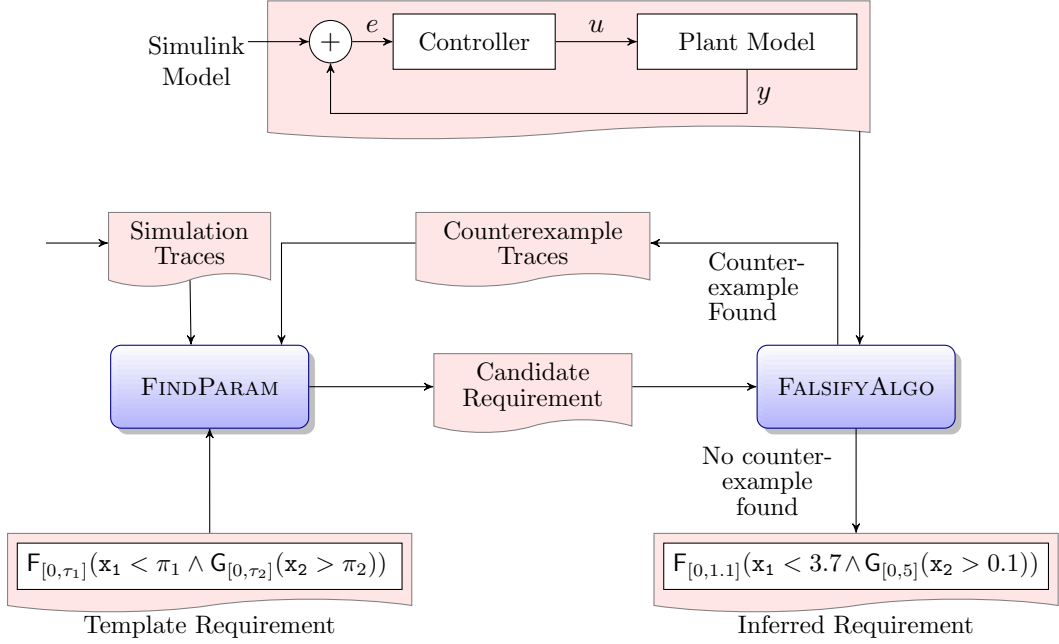 Simulink
Model
+
e
Controller
u
Plant Model
y
Simulation
Traces
Counterexample
Traces
Counter-
example
Found
FINDPARAM
Candidate
Requirement
FALSIFYALGO
No counter-
example
found
F[0,τ1](x1 < π1 ∧ G[0,τ2](x2 > π2))
F[0,1.1](x1 < 3.7 ∧ G[0,5](x2 > 0.1))
Template Requirement
Inferred Requirement